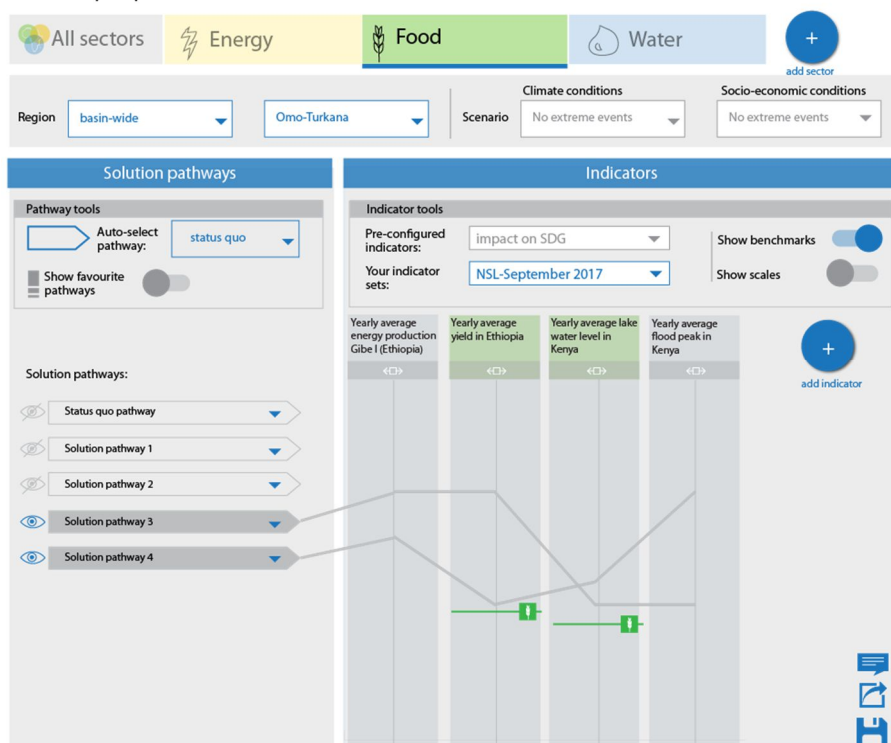 All sectors
Energy
Food
Water
+
add sector
Climate conditions
Socio-economic conditions
Region
basin-wide
Omo-Turkana
Scenario
No extreme events
No extreme events
Solution pathways
Indicators
Pathway tools
Auto-select
pathway:
status quo
Show favourite
pathways
Indicator tools
Pre-configured
indicators:
impact on SDG
Show benchmarks
Your indicator
sets:
NSL-September 2017
Show scales
Yearly average
energy production
Gibe I (Ethiopia)
Yearly average
yield in Ethiopia
Yearly average lake
water level in
Kenya
Yearly average
flood peak in
Kenya
+
add indicator
Solution pathways:
Status quo pathway
Solution pathway 1
Solution pathway 2
Solution pathway 3
Solution pathway 4